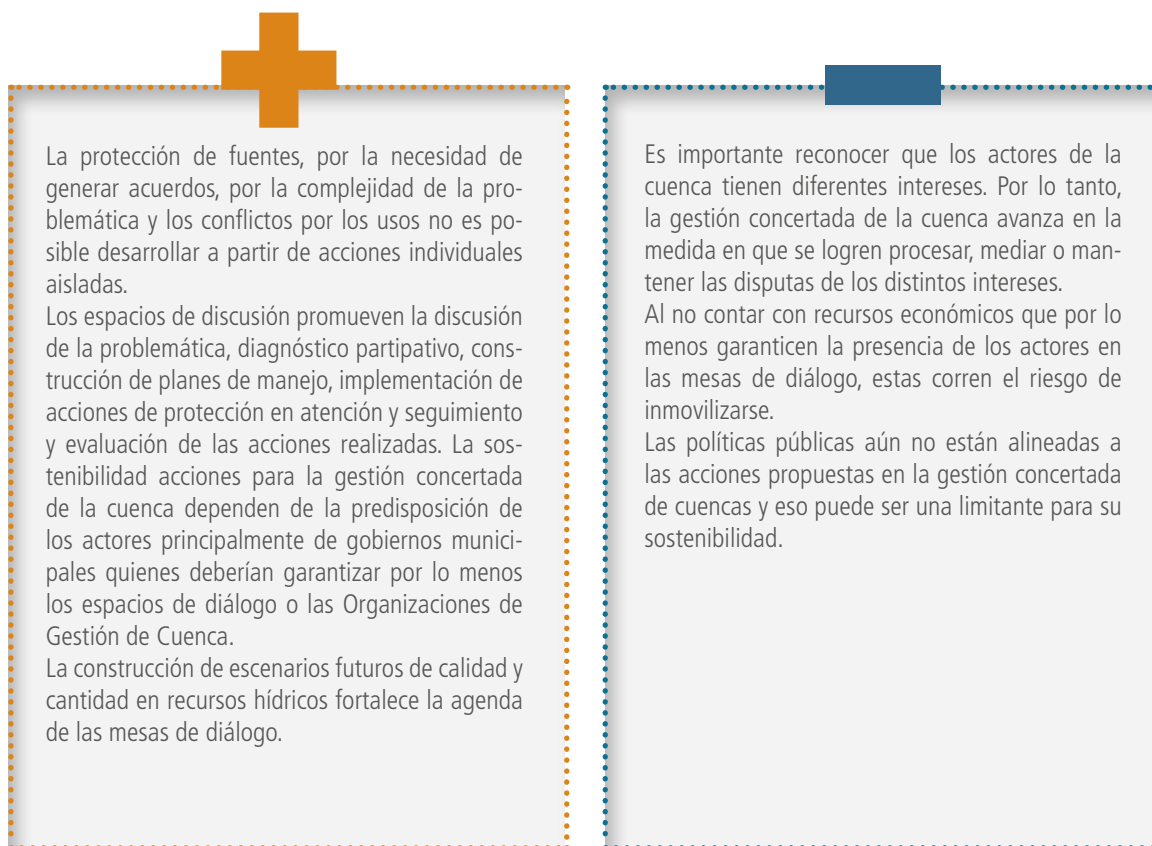 La protección de fuentes, por la necesidad de
generar acuerdos, por la complejidad de la pro-
blemática y los conflictos por los usos no es po-
sible desarrollar a partir de acciones individuales
aisladas.
Los espacios de discusión promueven la discusión
de la problemática, diagnóstico partipativo, cons-
trucción de planes de manejo, implementación de
acciones de protección en atención y seguimiento
y evaluación de las acciones realizadas. La sos-
tenibilidad acciones para la gestión concertada
de la cuenca dependen de la predisposición de
los actores principalmente de gobiernos munici-
pales quienes deberían garantizar por lo menos
los espacios de diálogo o las Organizaciones de
Gestión de Cuenca.
La construcción de escenarios futuros de calidad y
cantidad en recursos hídricos fortalece la agenda
de las mesas de diálogo.
Es importante reconocer que los actores de la
cuenca tienen diferentes intereses. Por lo tanto,
la gestión concertada de la cuenca avanza en la
medida en que se logren procesar, mediar o man-
tener las disputas de los distintos intereses.
Al no contar con recursos económicos que por lo
menos garanticen la presencia de los actores en
las mesas de diálogo, estas corren el riesgo de
inmovilizarse.
Las políticas públicas aún no están alineadas a
las acciones propuestas en la gestión concertada
de cuencas y eso puede ser una limitante para su
sostenibilidad.